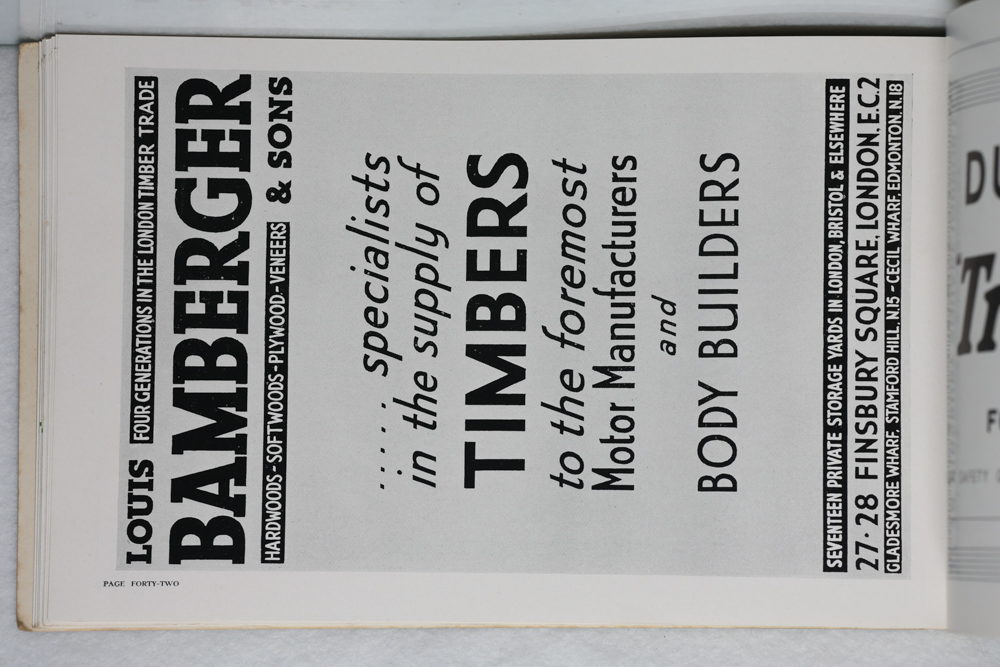 LOUIS FOUR GENERATIONS IN THE LONDON TIMBER TRADE
BAMBERGER
HARDWOODS-SOFTWOODS-PLYWOOD-VENEERS & SONS
..... specialists
in the supply of
TIMBERS
to the foremost
Motor Manufacturers
and
BODY BUILDERS
SEVENTEEN PRIVATE STORAGE YARDS IN LONDON, BRISTOL & ELSEWHERE
27-28 FINSBURY SQUARE, LONDON, E.C.2
GLADESMORE WHARF, STAMFORD HILL, N.15-CECIL WHARF, EDMONTON N.18
PAGE FORTY-TWO
DU
Tr